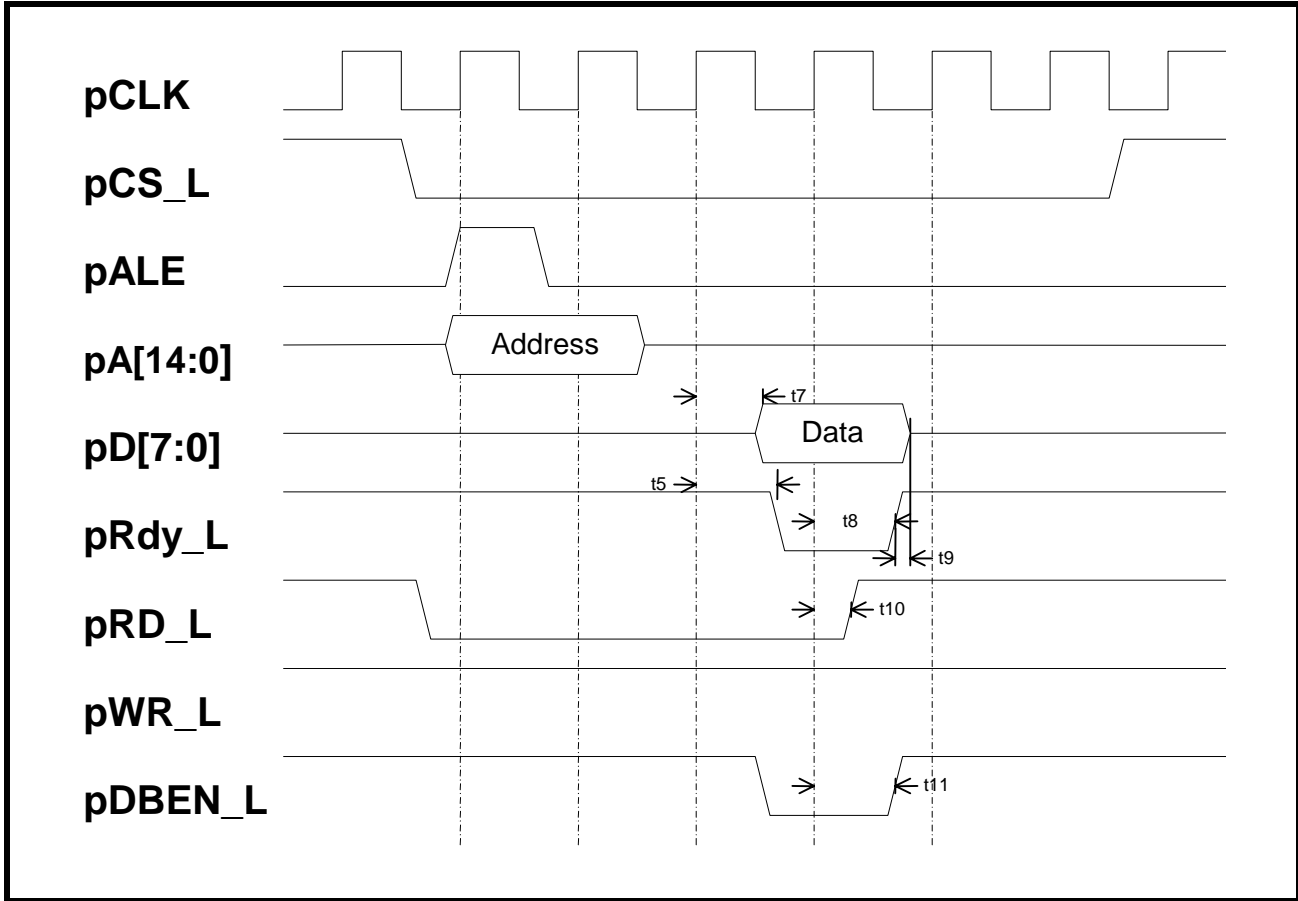 pCLK
pCS_L
pALE
pA[14:0]
Address
t7
pD[7:0]
Data
t5
pRdy_L
t8
t9
pRD_L
t10
pWR_L
pDBEN_L
t11